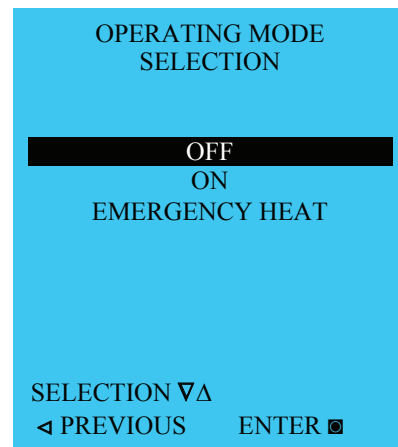 OPERATING MODE
SELECTION
OFF
ON
EMERGENCY HEAT
SELECTION ∇∆
⊲ PREVIOUS ENTER ◙